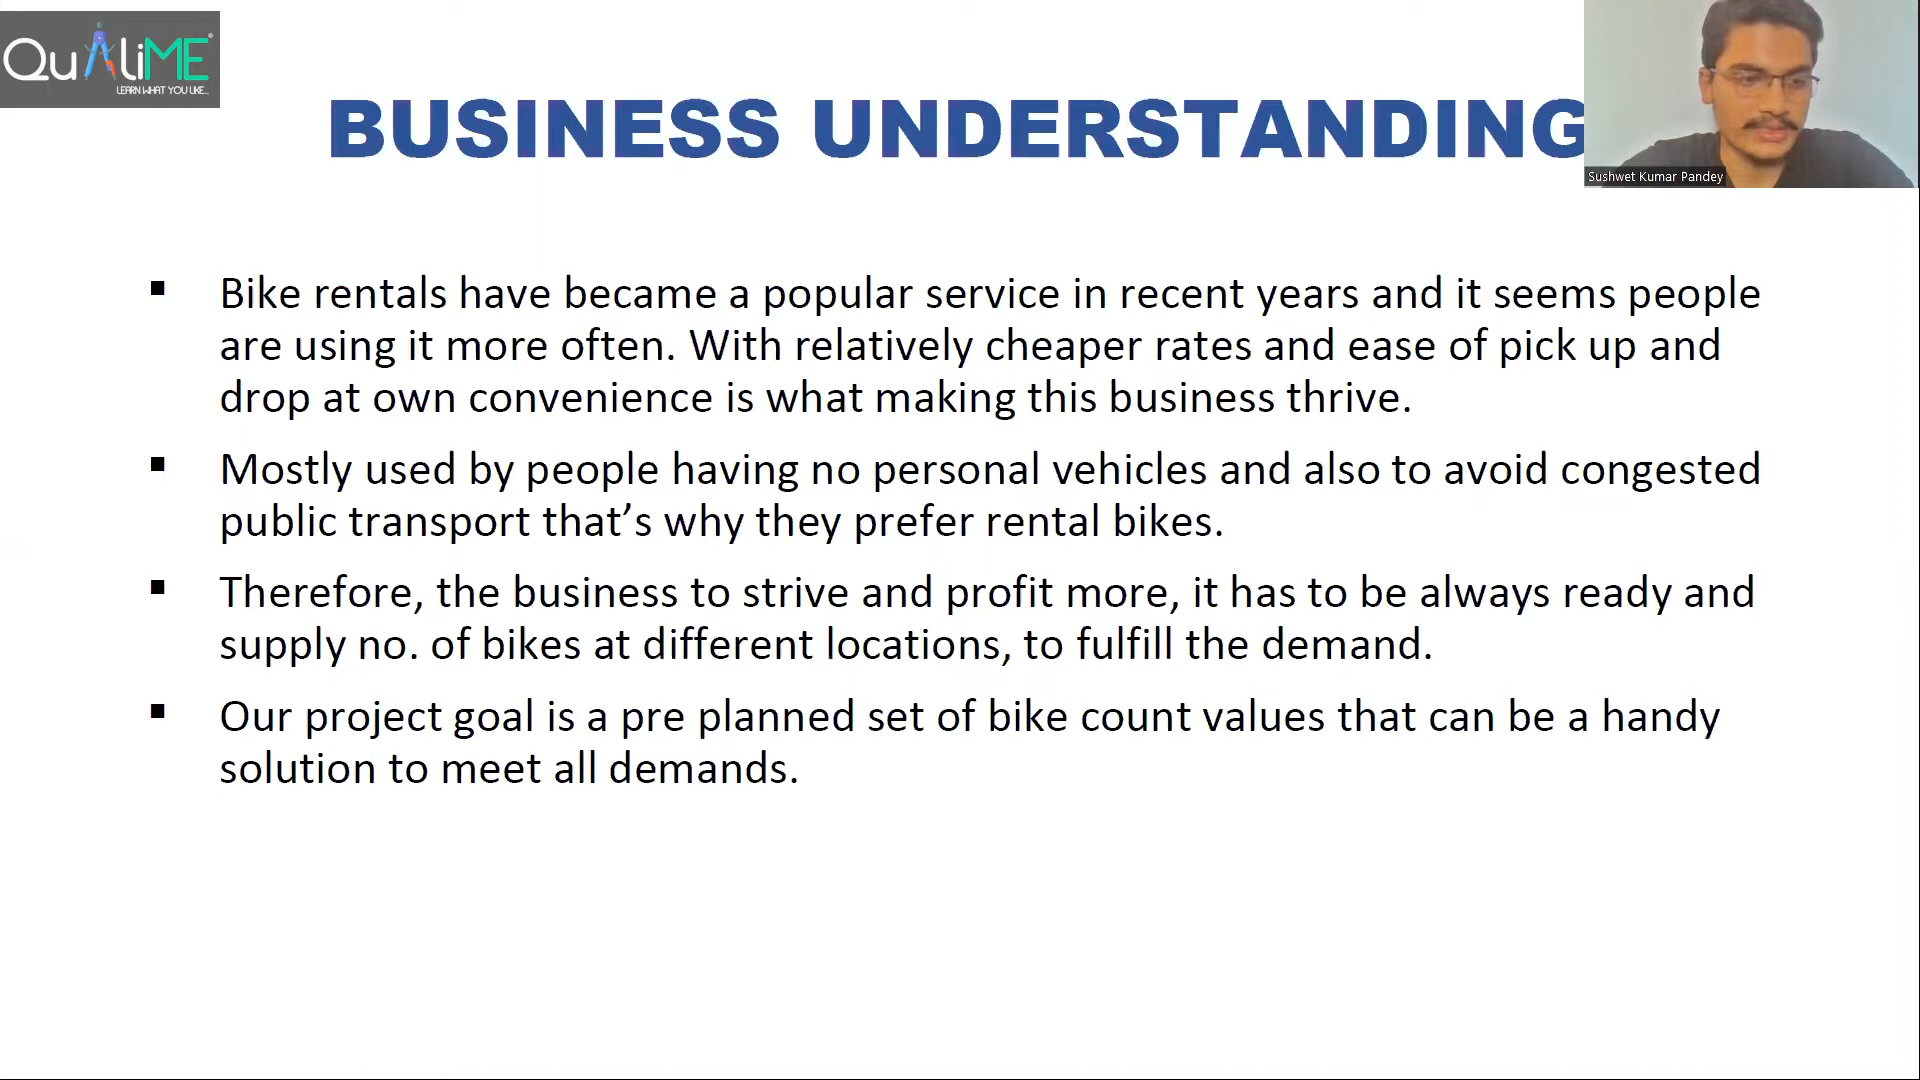 QuAliME
LEARN WHAT YOU LIKE...
BUSINESS UNDERSTANDING
Sushwet Kumar Pandey
▪ Bike rentals have became a popular service in recent years and it seems people
are using it more often. With relatively cheaper rates and ease of pick up and
drop at own convenience is what making this business thrive.
▪ Mostly used by people having no personal vehicles and also to avoid congested
public transport that’s why they prefer rental bikes.
▪ Therefore, the business to strive and profit more, it has to be always ready and
supply no. of bikes at different locations, to fulfill the demand.
▪ Our project goal is a pre planned set of bike count values that can be a handy
solution to meet all demands.